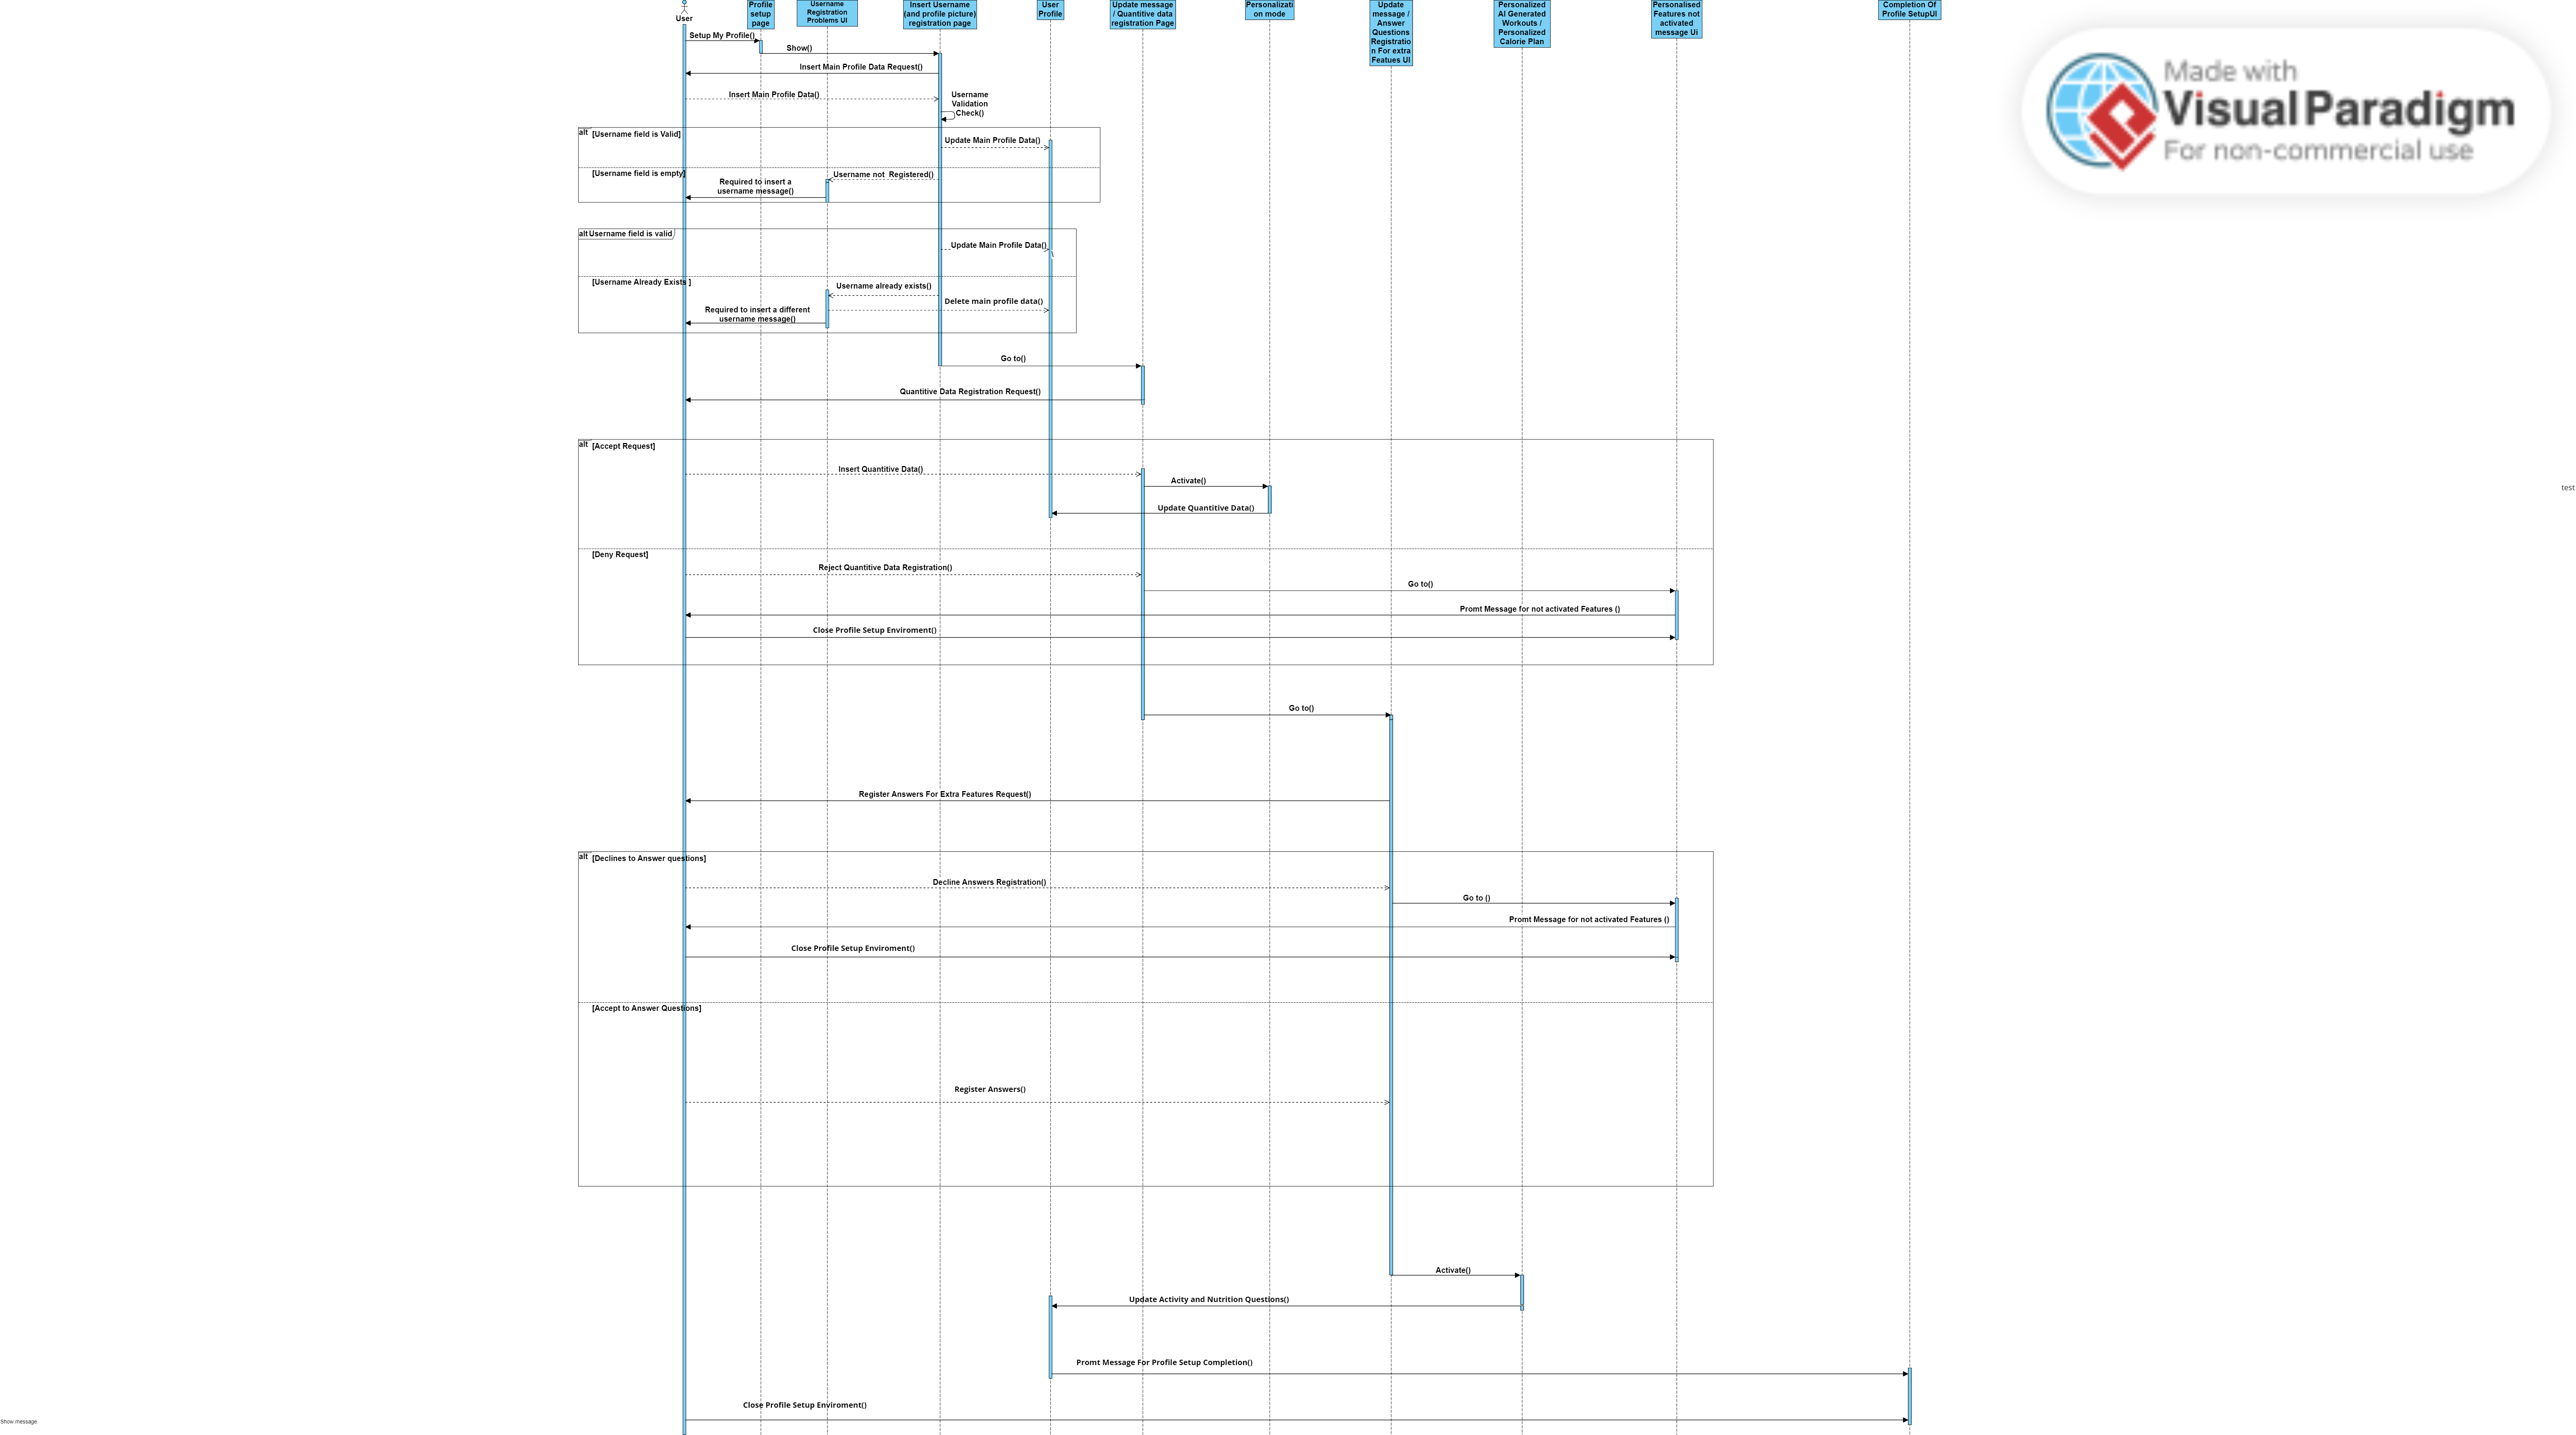 User
Profile
setup
page
Username
Registration
Problems UI
Insert Username
(and profile picture)
registration page
User
Profile
Update message
/ Quantitive data
registration Page
Personalizati
on mode
Update
message /
Answer
Questions
Registratio
n For extra
Featues UI
Personalized
AI Generated
Workouts /
Personalized
Calorie Plan
Personalised
Features not
activated
message Ui
Completion Of
Profile SetupUI
Made with
Visual Paradigm
For non-commercial use
Setup My Profile()
Show()
Insert Main Profile Data Request()
Insert Main Profile Data()
Username
Validation
Check()
alt
[Username field is Valid]
Update Main Profile Data()
[Username field is empty]
Username not  Registered()
Required to insert a
username message()
alt Username field is valid
Update Main Profile Data()
\
[Username Already Exists ]
Username already exists()
Delete main profile data()
Required to insert a different
username message()
Go to()
Quantitive Data Registration Request()
alt
[Accept Request]
Insert Quantitive Data()
Activate()
test
Update Quantitive Data()
[Deny Request]
Reject Quantitive Data Registration()
Go to()
Promt Message for not activated Features ()
Close Profile Setup Enviroment()
Go to()
Register Answers For Extra Features Request()
alt
[Declines to Answer questions]
Decline Answers Registration()
Go to ()
Promt Message for not activated Features ()
Close Profile Setup Enviroment()
[Accept to Answer Questions]
Register Answers()
Activate()
Update Activity and Nutrition Questions()
Promt Message For Profile Setup Completion()
Close Profile Setup Enviroment()
Show message